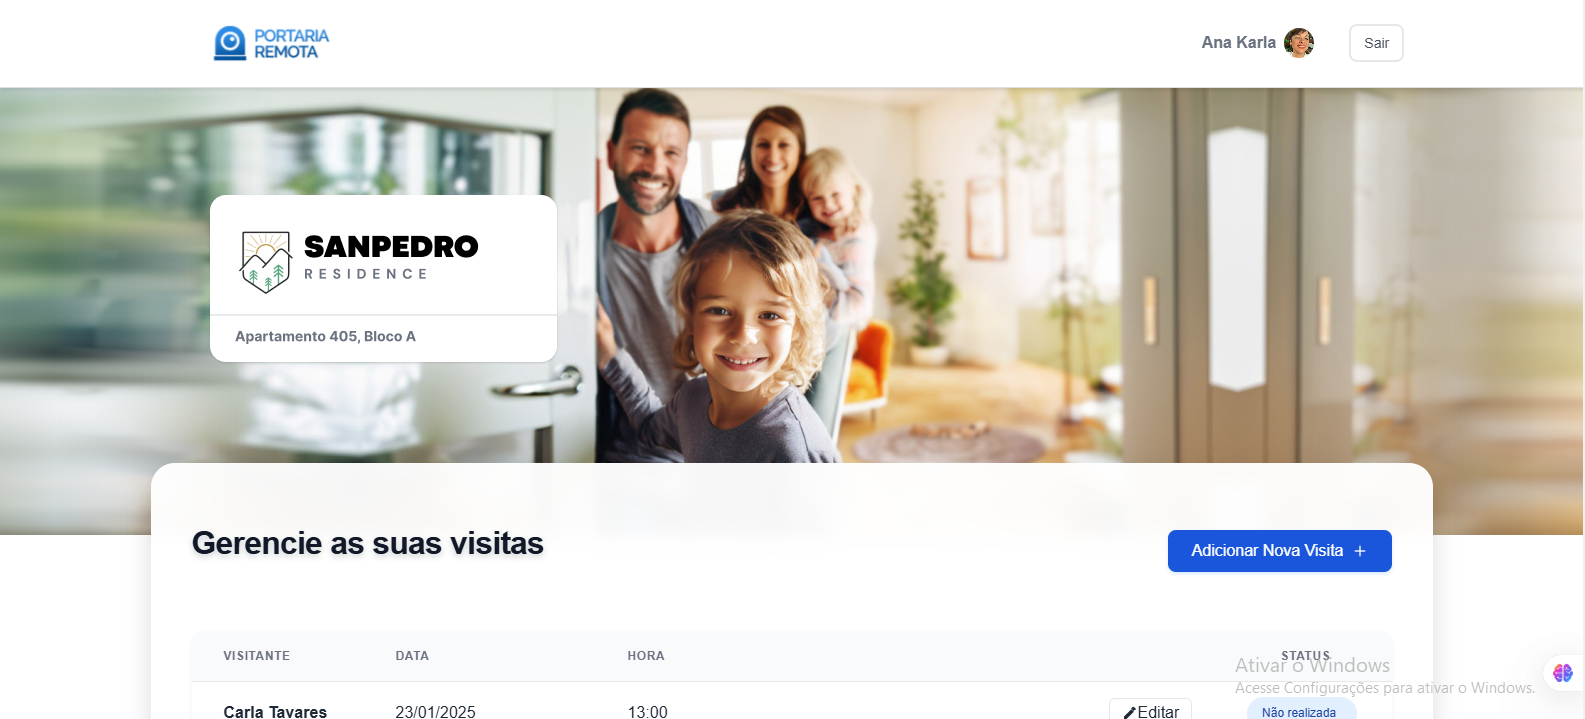 PORTARIA
REMOTA
Ana Karla
Sair
SANPEDRO
RESIDENCE
Apartamento 405, Bloco A
Gerencie as suas visitas
Adicionar Nova Visita +
VISITANTE DATA HORA STATUS
Carla Tavares 23/01/2025 13:00 Editar Não realizada
Ativar o Windows
Acesse Configurações para ativar o Windows.